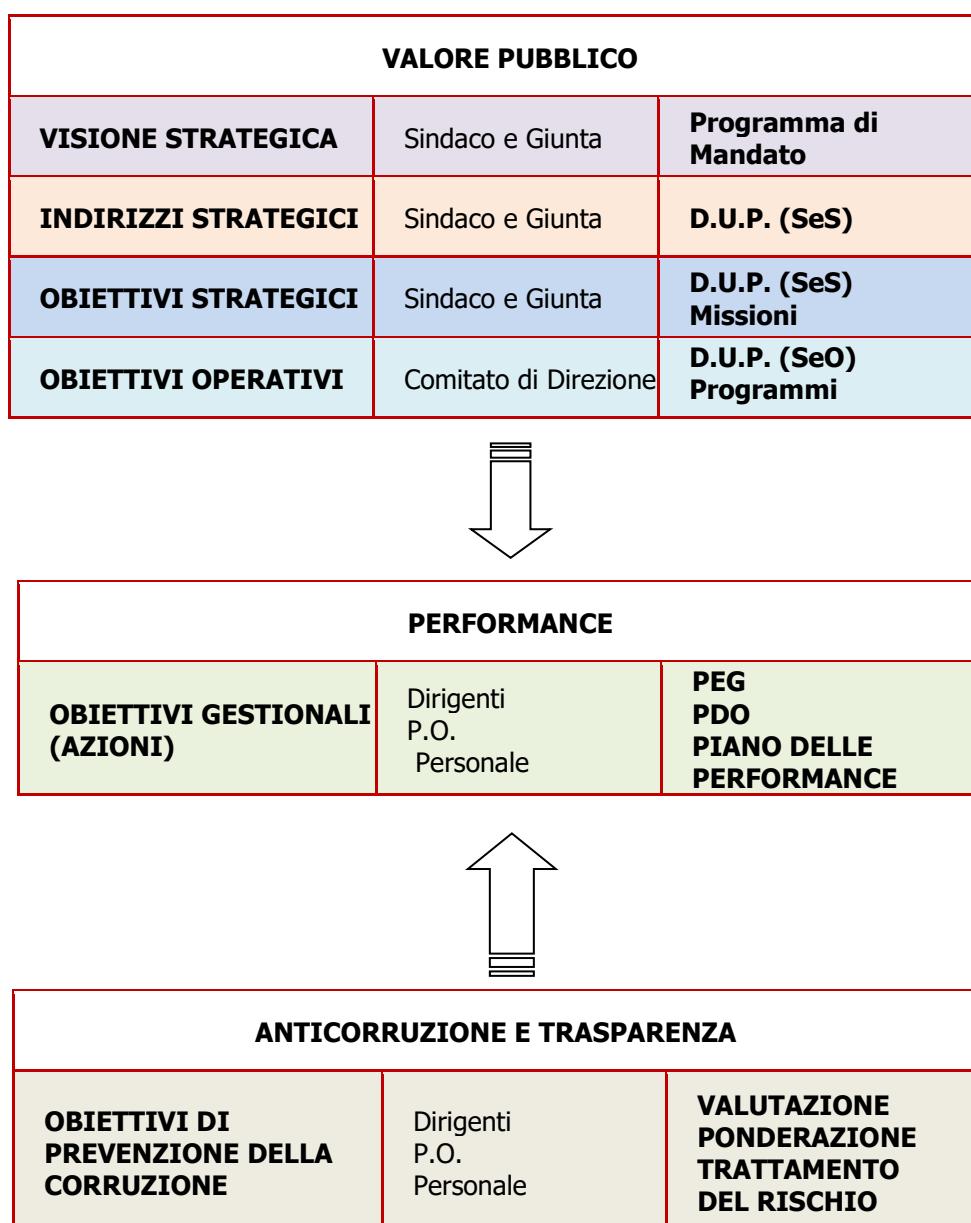 VALORE PUBBLICO
VISIONE STRATEGICA
Sindaco e Giunta
Programma di
Mandato
INDIRIZZI STRATEGICI
Sindaco e Giunta
D.U.P. (SeS)
OBIETTIVI STRATEGICI
Sindaco e Giunta
D.U.P. (SeS)
Missioni
OBIETTIVI OPERATIVI
Comitato di Direzione
D.U.P. (SeO)
Programmi
PERFORMANCE
OBIETTIVI GESTIONALI
(AZIONI)
Dirigenti
P.O.
Personale
PEG
PDO
PIANO DELLE
PERFORMANCE
ANTICORRUZIONE E TRASPARENZA
OBIETTIVI DI
PREVENZIONE DELLA
CORRUZIONE
Dirigenti
P.O.
Personale
VALUTAZIONE
PONDERAZIONE
TRATTAMENTO
DEL RISCHIO